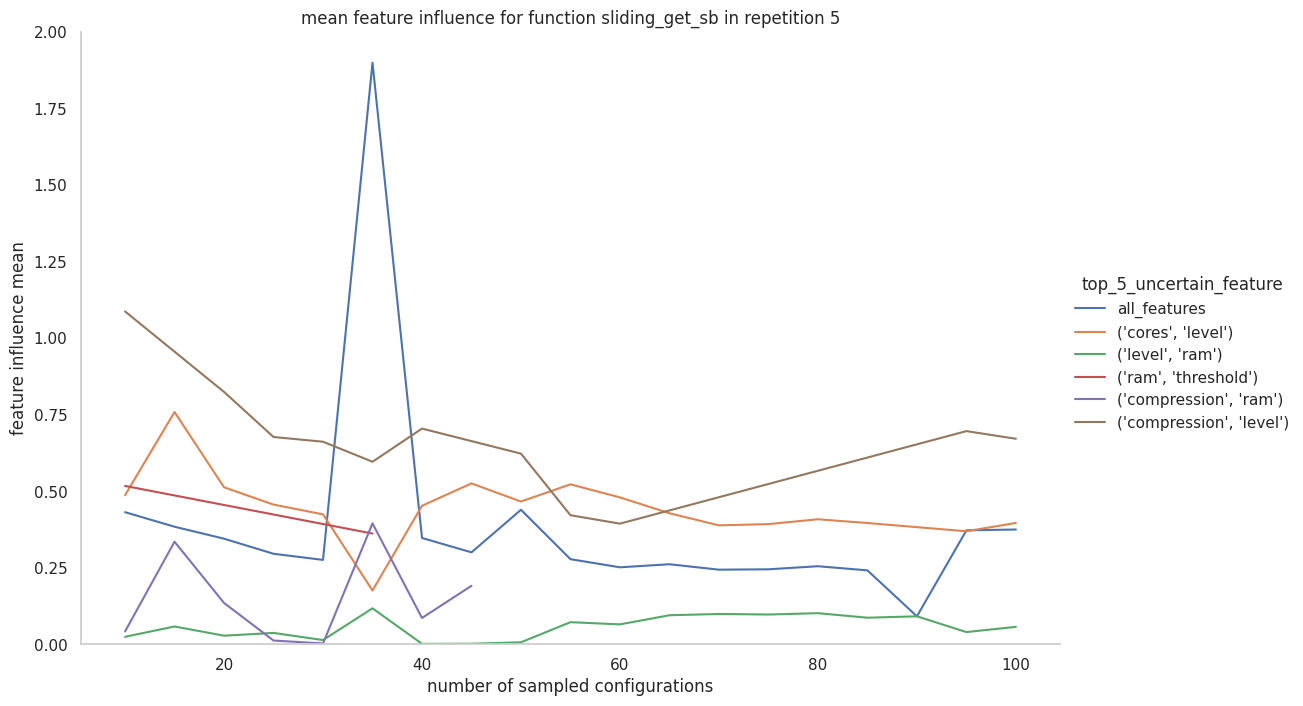 mean feature influence for function sliding_get_sb in repetition 5
2.00
1.75
1.50
1.25
1.00
0.75
0.50
0.25
0.00
feature influence mean
20
40
60
80
100
number of sampled configurations
top_5_uncertain_feature
all_features
('cores', 'level')
('level', 'ram')
('ram', 'threshold')
('compression', 'ram')
('compression', 'level')